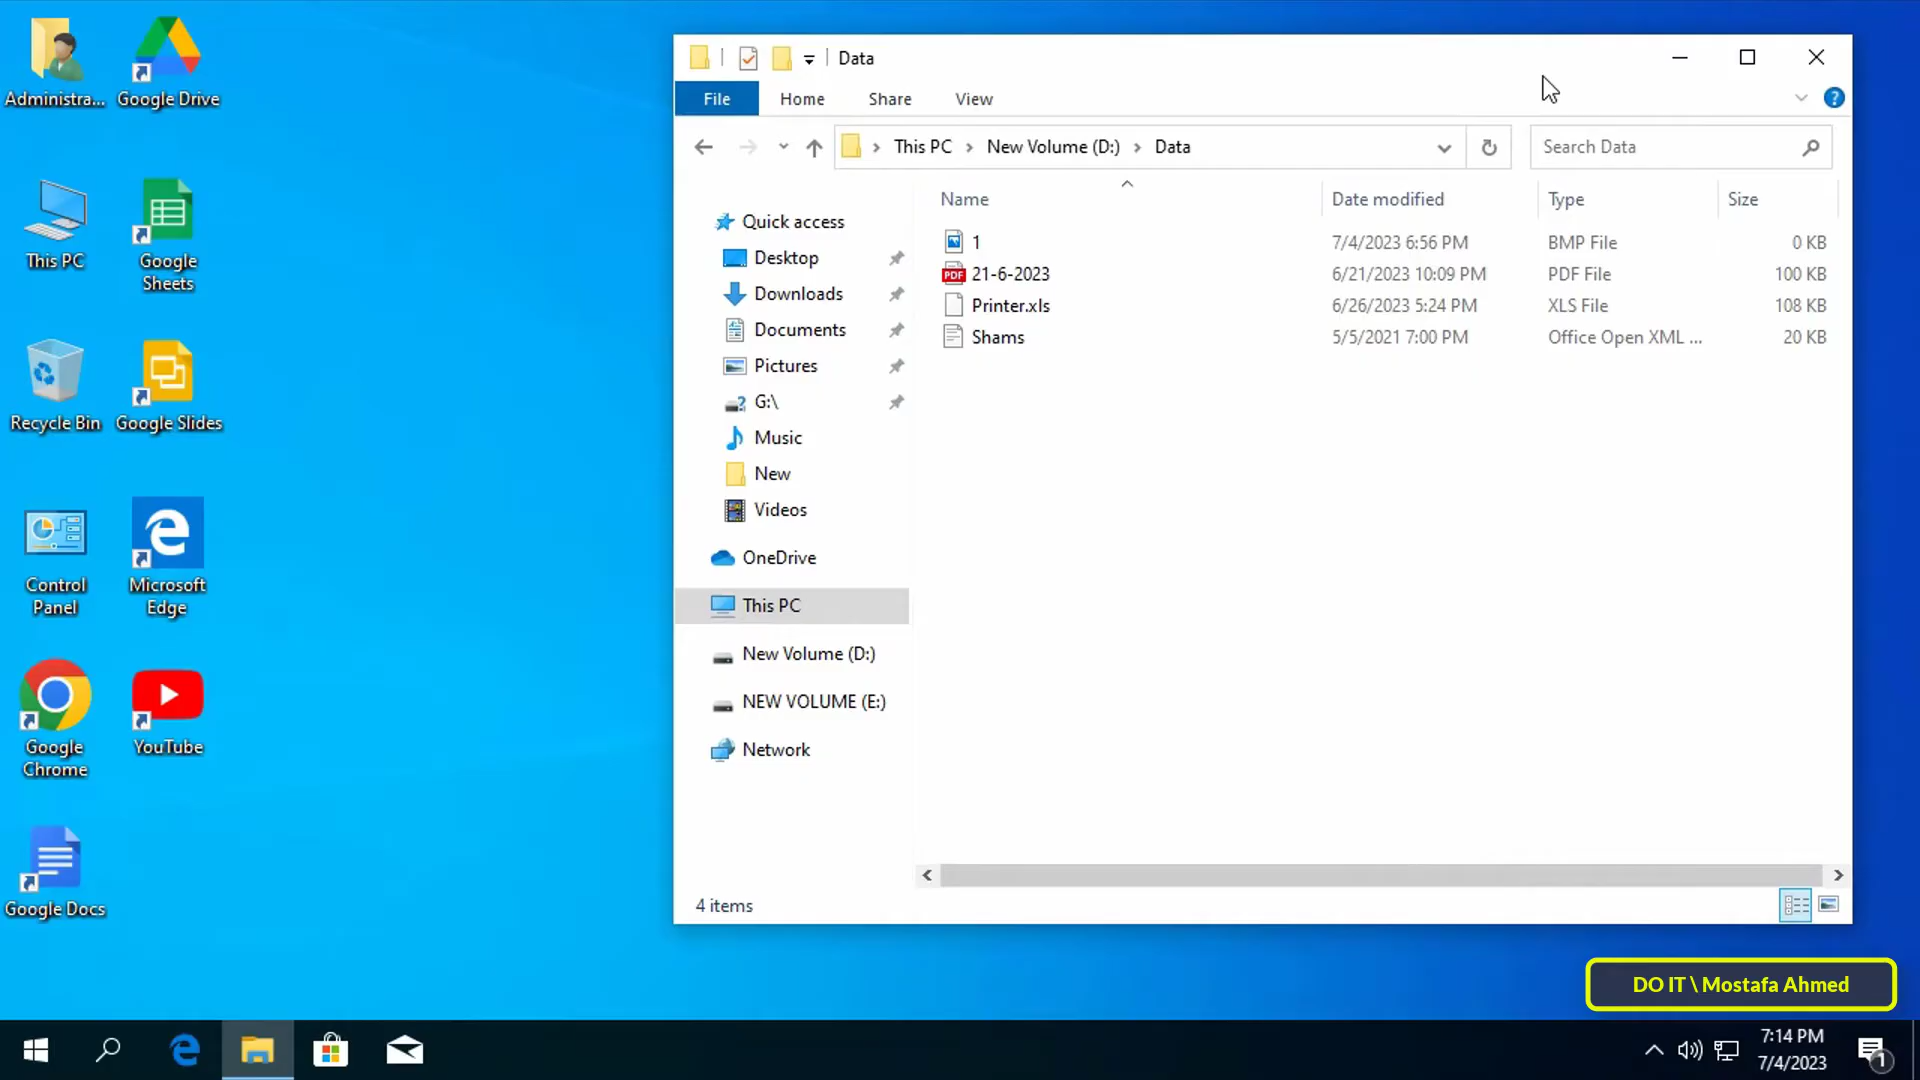 Administra...
Google Drive
This PC
Google
Sheets
Recycle Bin
Google Slides
Control
Panel
Microsoft
Edge
Google
Chrome
YouTube
Google Docs
Data
File Home Share View
?
This PC New Volume (D:) Data
Search Data
Name Date modified Type Size
1 7/4/2023 6:56 PM BMP File 0 KB
PDF 21-6-2023 6/21/2023 10:09 PM PDF File 100 KB
Printer.xls 6/26/2023 5:24 PM XLS File 108 KB
Shams 5/5/2021 7:00 PM Office Open XML ... 20 KB
Quick access
Desktop
Downloads
Documents
Pictures
G:\
Music
New
Videos
OneDrive
This PC
New Volume (D:)
NEW VOLUME (E:)
Network
4 items
DO IT \ Mostafa Ahmed
7:14 PM
7/4/2023
1